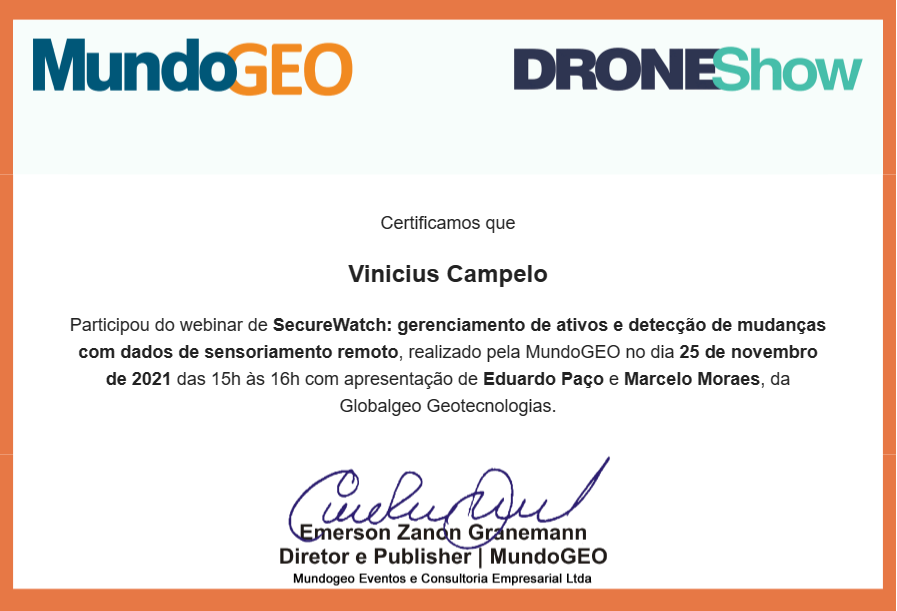 MundoGEO
DRONEShow
Certificamos que
Vinicius Campelo
Participou do webinar de SecureWatch: gerenciamento de ativos e detecção de mudanças
com dados de sensoriamento remoto, realizado pela MundoGEO no dia 25 de novembro
de 2021 das 15h às 16h com apresentação de Eduardo Paço e Marcelo Moraes, da
Globalgeo Geotecnologias.
Emerson Zanon Granemann
Diretor e Publisher | MundoGEO
Mundogeo Eventos e Consultoria Empresarial Ltda